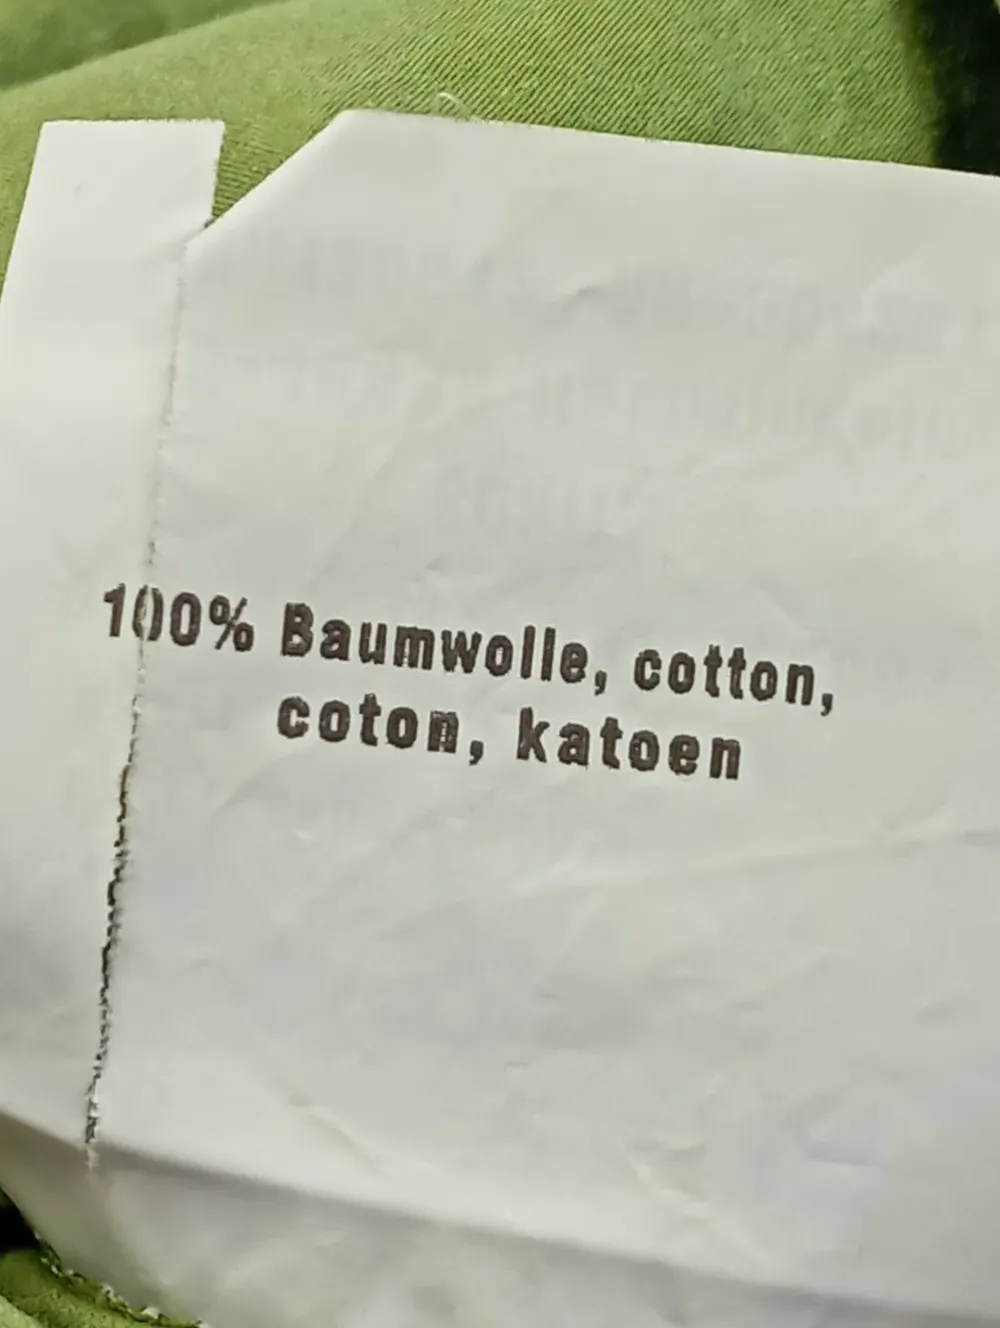 100% Baumwolle, cotton,
coton, katoen